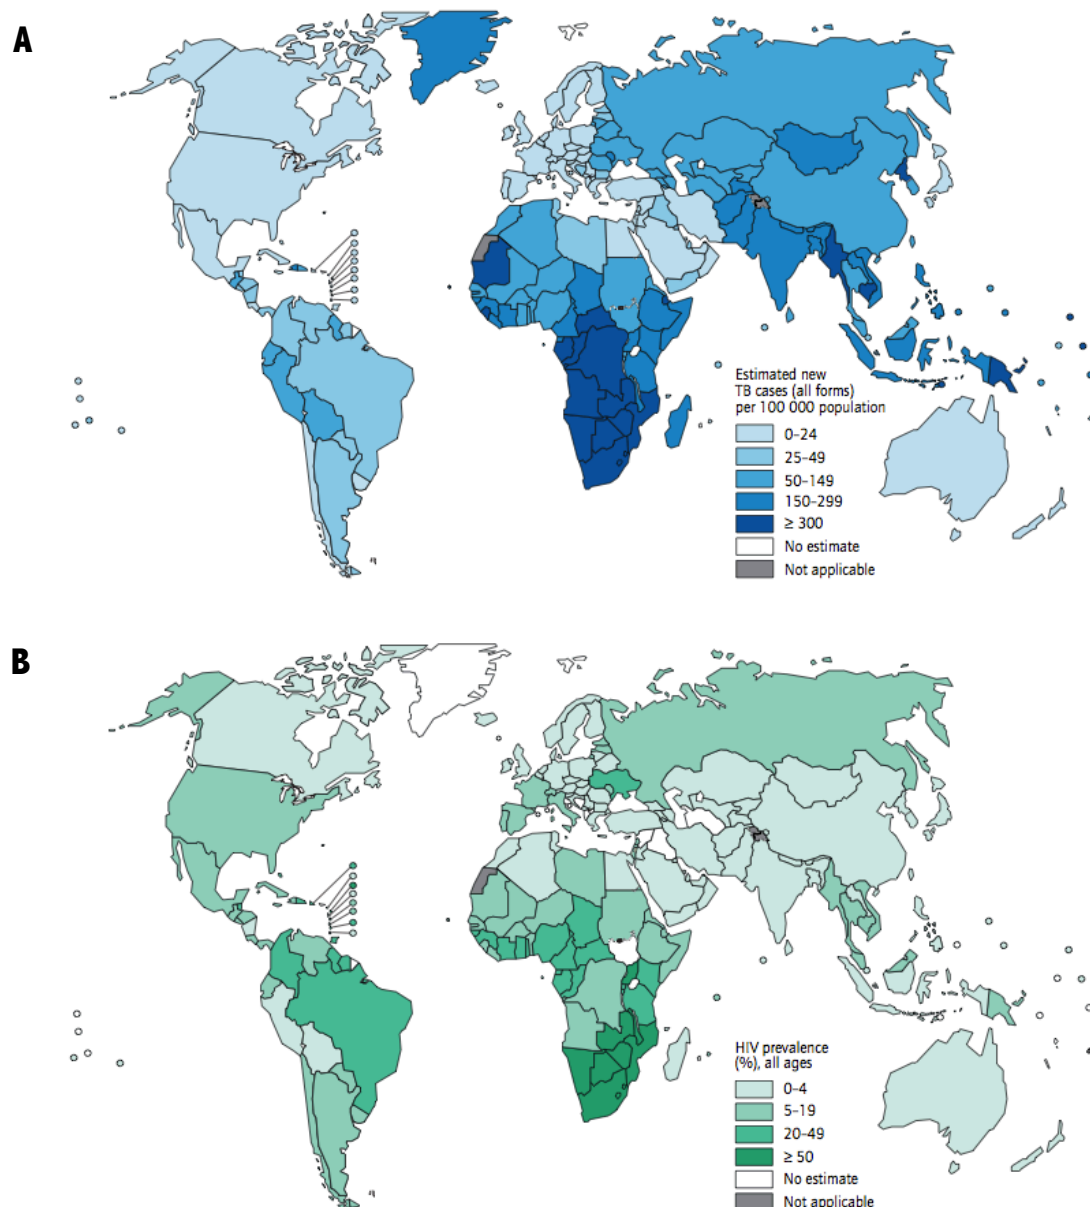 A
Estimated new
TB cases (all forms)
per 100 000 population
0–24
25–49
50–149
150–299
≥ 300
No estimate
Not applicable
B
HIV prevalence
(%), all ages
0–4
5–19
20–49
≥ 50
No estimate
Not applicable